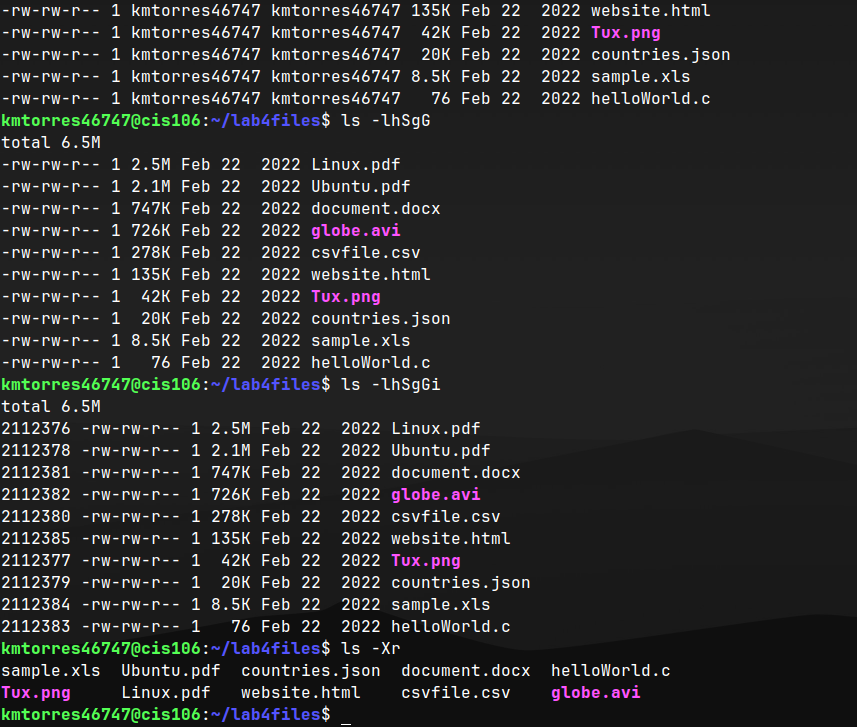 -rw-rw-r-- 1 kmtorres46747 kmtorres46747 135K Feb 22  2022 website.html
-rw-rw-r-- 1 kmtorres46747 kmtorres46747  42K Feb 22  2022 Tux.png
-rw-rw-r-- 1 kmtorres46747 kmtorres46747  20K Feb 22  2022 countries.json
-rw-rw-r-- 1 kmtorres46747 kmtorres46747 8.5K Feb 22  2022 sample.xls
-rw-rw-r-- 1 kmtorres46747 kmtorres46747   76 Feb 22  2022 helloWorld.c
kmtorres46747@cis106:~/lab4files$ ls -lhSgG
total 6.5M
-rw-rw-r-- 1 2.5M Feb 22  2022 Linux.pdf
-rw-rw-r-- 1 2.1M Feb 22  2022 Ubuntu.pdf
-rw-rw-r-- 1 747K Feb 22  2022 document.docx
-rw-rw-r-- 1 726K Feb 22  2022 globe.avi
-rw-rw-r-- 1 278K Feb 22  2022 csvfile.csv
-rw-rw-r-- 1 135K Feb 22  2022 website.html
-rw-rw-r-- 1  42K Feb 22  2022 Tux.png
-rw-rw-r-- 1  20K Feb 22  2022 countries.json
-rw-rw-r-- 1 8.5K Feb 22  2022 sample.xls
-rw-rw-r-- 1   76 Feb 22  2022 helloWorld.c
kmtorres46747@cis106:~/lab4files$ ls -lhSgGi
total 6.5M
2112376 -rw-rw-r-- 1 2.5M Feb 22  2022 Linux.pdf
2112378 -rw-rw-r-- 1 2.1M Feb 22  2022 Ubuntu.pdf
2112381 -rw-rw-r-- 1 747K Feb 22  2022 document.docx
2112382 -rw-rw-r-- 1 726K Feb 22  2022 globe.avi
2112380 -rw-rw-r-- 1 278K Feb 22  2022 csvfile.csv
2112385 -rw-rw-r-- 1 135K Feb 22  2022 website.html
2112377 -rw-rw-r-- 1  42K Feb 22  2022 Tux.png
2112379 -rw-rw-r-- 1  20K Feb 22  2022 countries.json
2112384 -rw-rw-r-- 1 8.5K Feb 22  2022 sample.xls
2112383 -rw-rw-r-- 1   76 Feb 22  2022 helloWorld.c
kmtorres46747@cis106:~/lab4files$ ls -Xr
sample.xls  Ubuntu.pdf  countries.json  document.docx  helloWorld.c
Tux.png     Linux.pdf   website.html    csvfile.csv    globe.avi
kmtorres46747@cis106:~/lab4files$ _